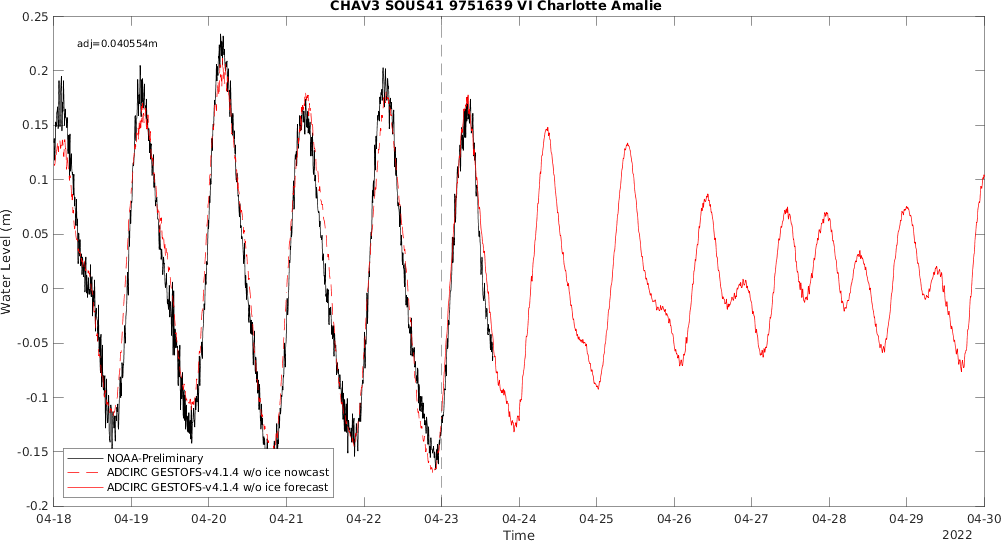 CHAV3 SOUS41 9751639 VI Charlotte Amalie
adj=0.040554m
0.25
0.2
0.15
0.1
0.05
0
-0.05
-0.1
-0.15
-0.2
Water Level (m)
NOAA-Preliminary
ADCIRC GESTOFS-v4.1.4 w/o ice nowcast
ADCIRC GESTOFS-v4.1.4 w/o ice forecast
04-18 04-19 04-20 04-21 04-22 04-23 04-24 04-25 04-26 04-27 04-28 04-29 04-30
Time
2022